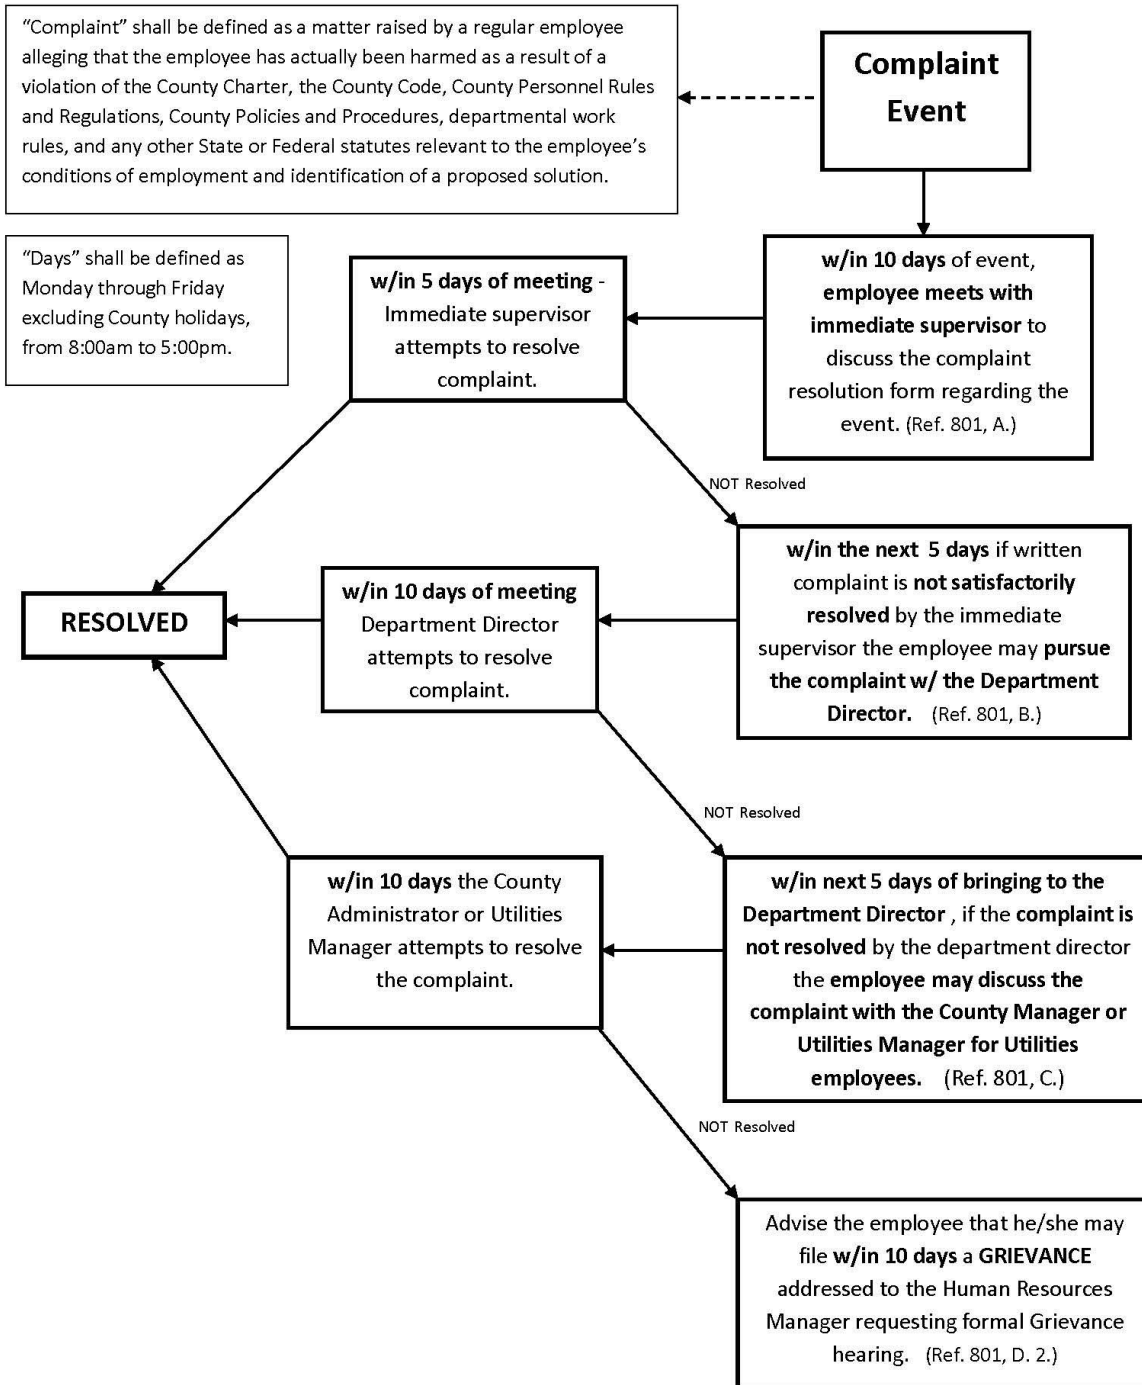 “Complaint” shall be defined as a matter raised by a regular employee
alleging that the employee has actually been harmed as a result of a
violation of the County Charter, the County Code, County Personnel Rules
and Regulations, County Policies and Procedures, departmental work
rules, and any other State or Federal statutes relevant to the employee’s
conditions of employment and identification of a proposed solution.
Complaint
Event
“Days” shall be defined as
Monday through Friday
excluding County holidays,
from 8:00am to 5:00pm.
w/in 10 days of event,
employee meets with
immediate supervisor to
discuss the complaint
resolution form regarding the
event. (Ref. 801, A.)
w/in 5 days of meeting -
Immediate supervisor
attempts to resolve
complaint.
NOT Resolved
w/in the next 5 days if written
complaint is not satisfactorily
resolved by the immediate
supervisor the employee may pursue
the complaint w/ the Department
Director. (Ref. 801, B.)
w/in 10 days of meeting
Department Director
attempts to resolve
complaint.
RESOLVED
NOT Resolved
w/in next 5 days of bringing to the
Department Director , if the complaint is
not resolved by the department director
the employee may discuss the
complaint with the County Manager or
Utilities Manager for Utilities
employees. (Ref. 801, C.)
w/in 10 days the County
Administrator or Utilities
Manager attempts to resolve
the complaint.
NOT Resolved
Advise the employee that he/she may
file w/in 10 days a GRIEVANCE
addressed to the Human Resources
Manager requesting formal Grievance
hearing. (Ref. 801, D. 2.)